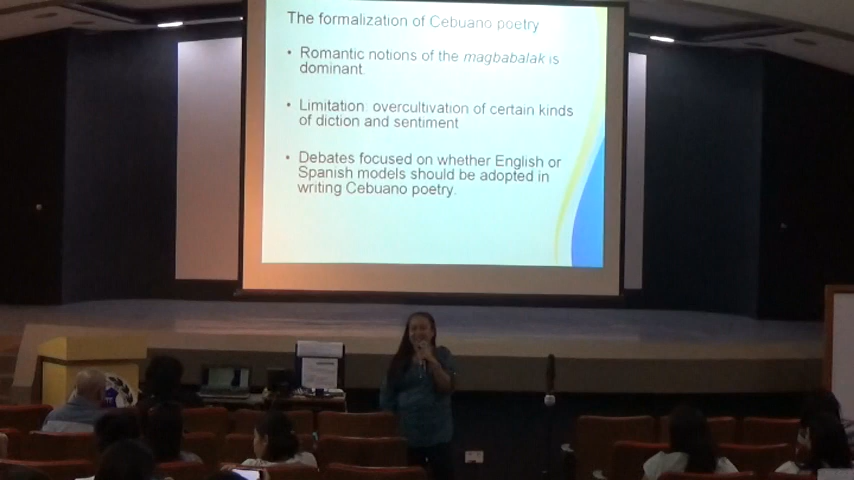 The formalization of Cebuano poetry
• Romantic notions of the magbabalak is
dominant.
• Limitation: overcultivation of certain kinds
of diction and sentiment
• Debates focused on whether English or
Spanish models should be adopted in
writing Cebuano poetry.